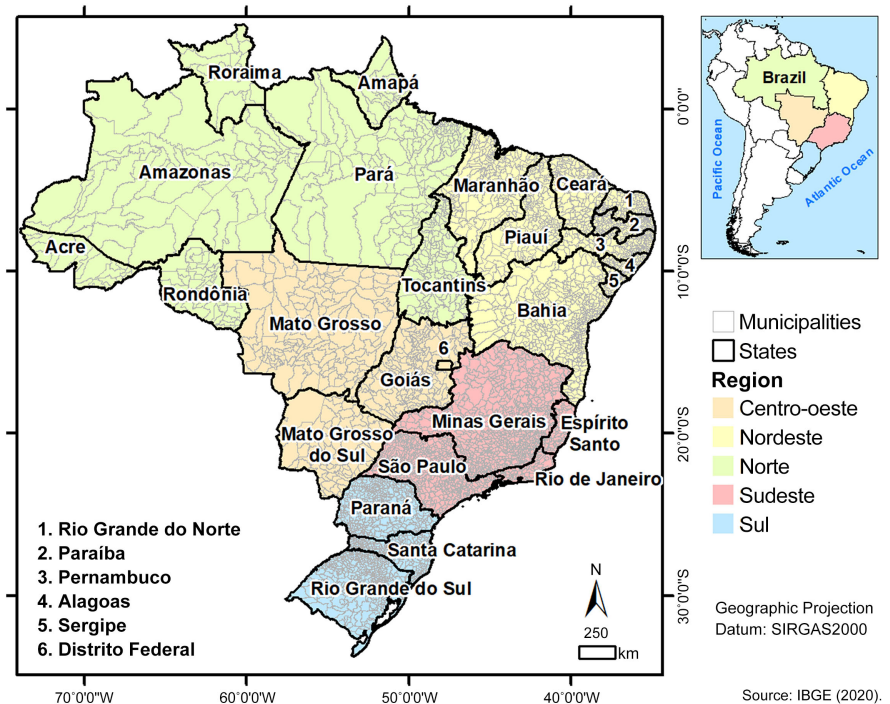 Roraima
Amapá
Amazonas
Pará
Maranhão
Ceará
1
2
3
4
5
Piauí
Acre
Rondônia
Tocantins
Bahia
Mato Grosso
6
Goiás
Minas Gerais
Espírito
Santo
Mato Grosso
do Sul
São Paulo
Rio de Janeiro
Paraná
Santa Catarina
Rio Grande do Sul
1. Rio Grande do Norte
2. Paraíba
3. Pernambuco
4. Alagoas
5. Sergipe
6. Distrito Federal
N
250
km
70°0'0"W
60°0'0"W
50°0'0"W
40°0'0"W
0°0'0"
10°0'0"S
20°0'0"S
30°0'0"S
Brazil
Pacific Ocean
Atlantic Ocean
Municipalities
States
Region
Centro-oeste
Nordeste
Norte
Sudeste
Sul
Geographic Projection
Datum: SIRGAS2000
Source: IBGE (2020).